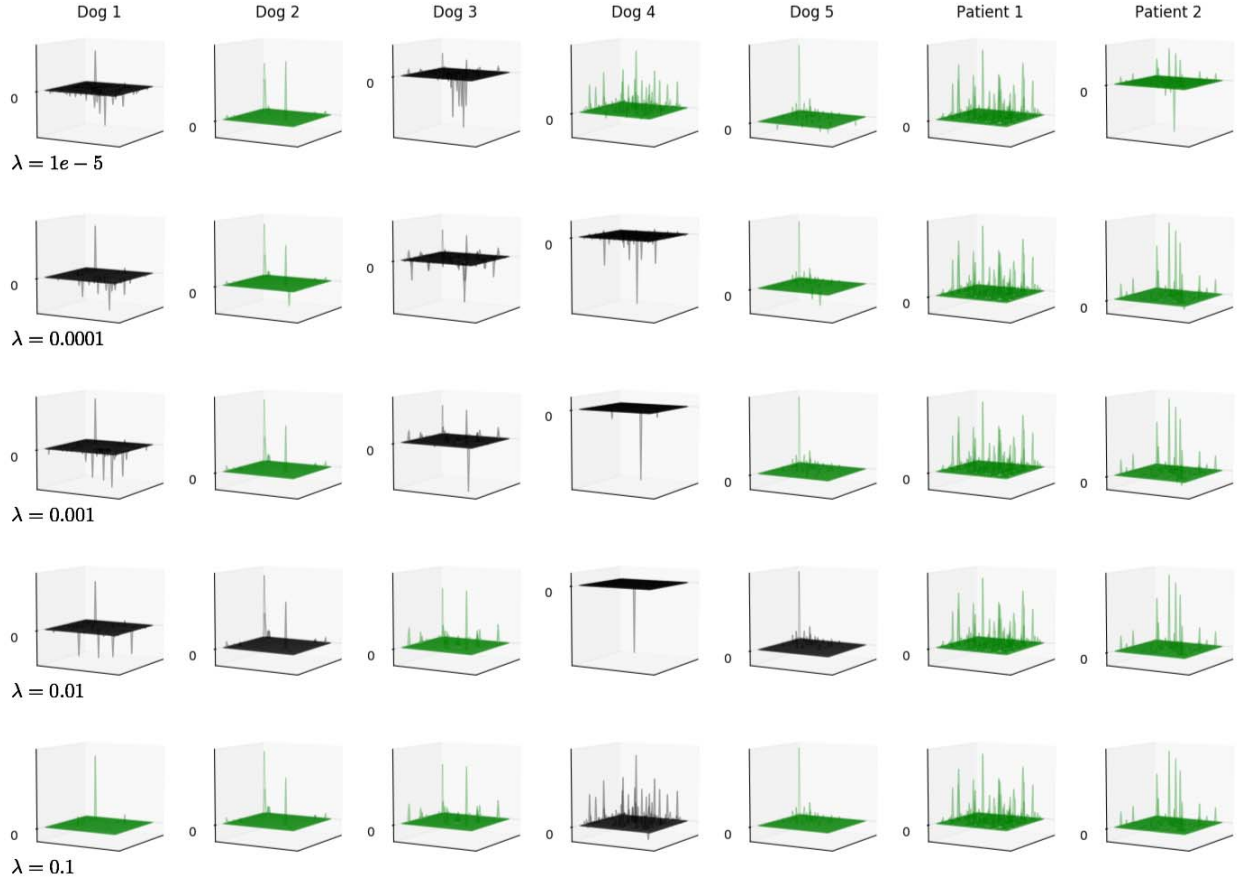 Dog 1 Dog 2 Dog 3 Dog 4 Dog 5 Patient 1 Patient 2
0 0 0 0 0 0 0
λ = 1e − 5
0 0 0 0 0 0 0
λ = 0.0001
0 0 0 0 0 0 0
λ = 0.001
0 0 0 0 0 0 0
λ = 0.01
0 0 0 0 0 0 0
λ = 0.1